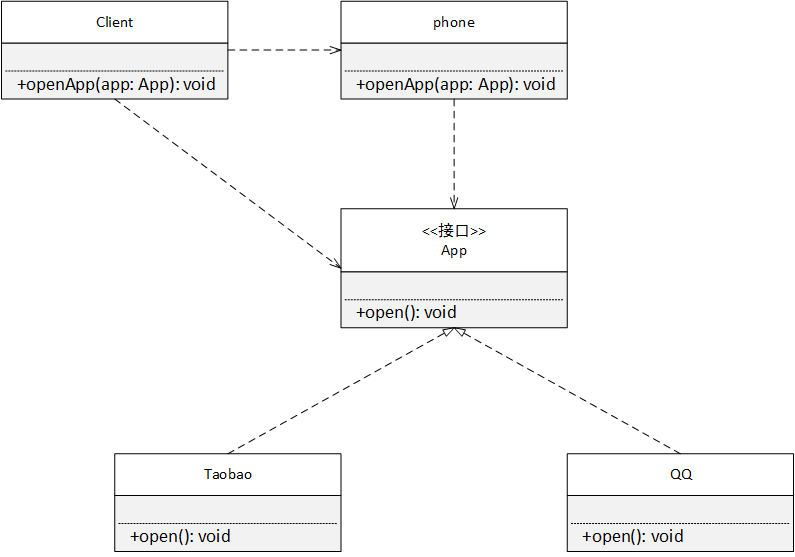 Client
+openApp(app: App): void
phone
+openApp(app: App): void
<<接口>>
App
+open(): void
Taobao
+open(): void
QQ
+open(): void